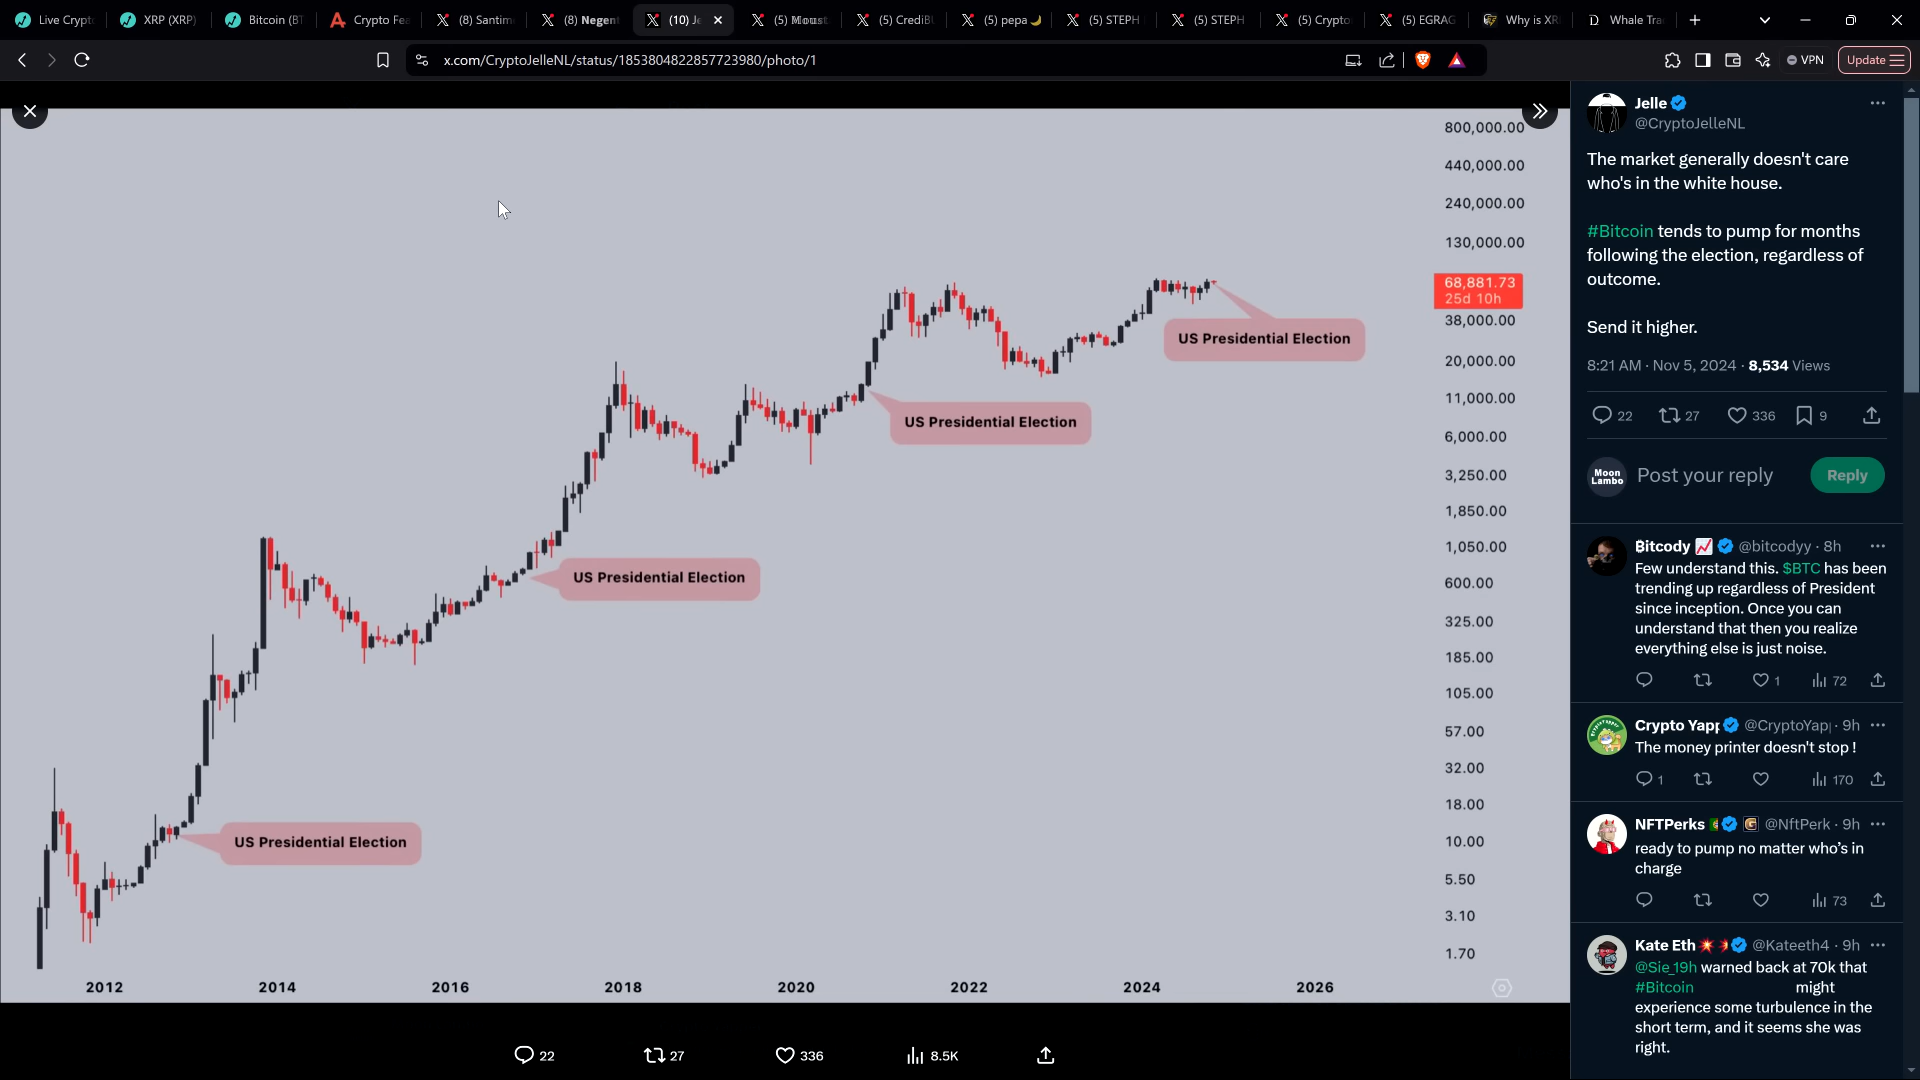 Live Crypt
XRP (XRP)
Bitcoin (BT
Crypto Fea
(8) Santim
(8) Negent
(10) Je
(5) Moust
(5) CrediB
(5) pepa🌙
(5) STEPH
(5) STEPH
(5) Crypto
(5) EGRAG
Why is XR
Whale Tra
x.com/CryptoJelleNL/status/1853804822857723980/photo/1
VPN
Update
800,000.00
440,000.00
240,000.00
130,000.00
68,881.73
25d 10h
38,000.00
20,000.00
11,000.00
6,000.00
3,250.00
1,850.00
1,050.00
600.00
325.00
185.00
105.00
57.00
32.00
18.00
10.00
5.50
3.10
1.70
US Presidential Election
US Presidential Election
US Presidential Election
US Presidential Election
2012
2014
2016
2018
2020
2022
2024
2026
22
27
336
8.5K
Jelle
@CryptoJelleNL
The market generally doesn't care
who's in the white house.
#Bitcoin tends to pump for months
following the election, regardless of
outcome.
Send it higher.
8:21 AM · Nov 5, 2024 · 8,534 Views
22
27
336
9
Moon
Lambo
Post your reply
Reply
₿itcody 📈 @bitcodyy · 8h
Few understand this. $BTC has been
trending up regardless of President
since inception. Once you can
understand that then you realize
everything else is just noise.
1
72
Crypto Yapp @CryptoYap · 9h
The money printer doesn't stop !
1
170
NFTPerks @NftPerk · 9h
ready to pump no matter who's in
charge
73
Kate Eth💥 @Kateeth4 · 9h
@Sie_19h warned back at 70k that
#Bitcoin might
experience some turbulence in the
short term, and it seems she was
right.